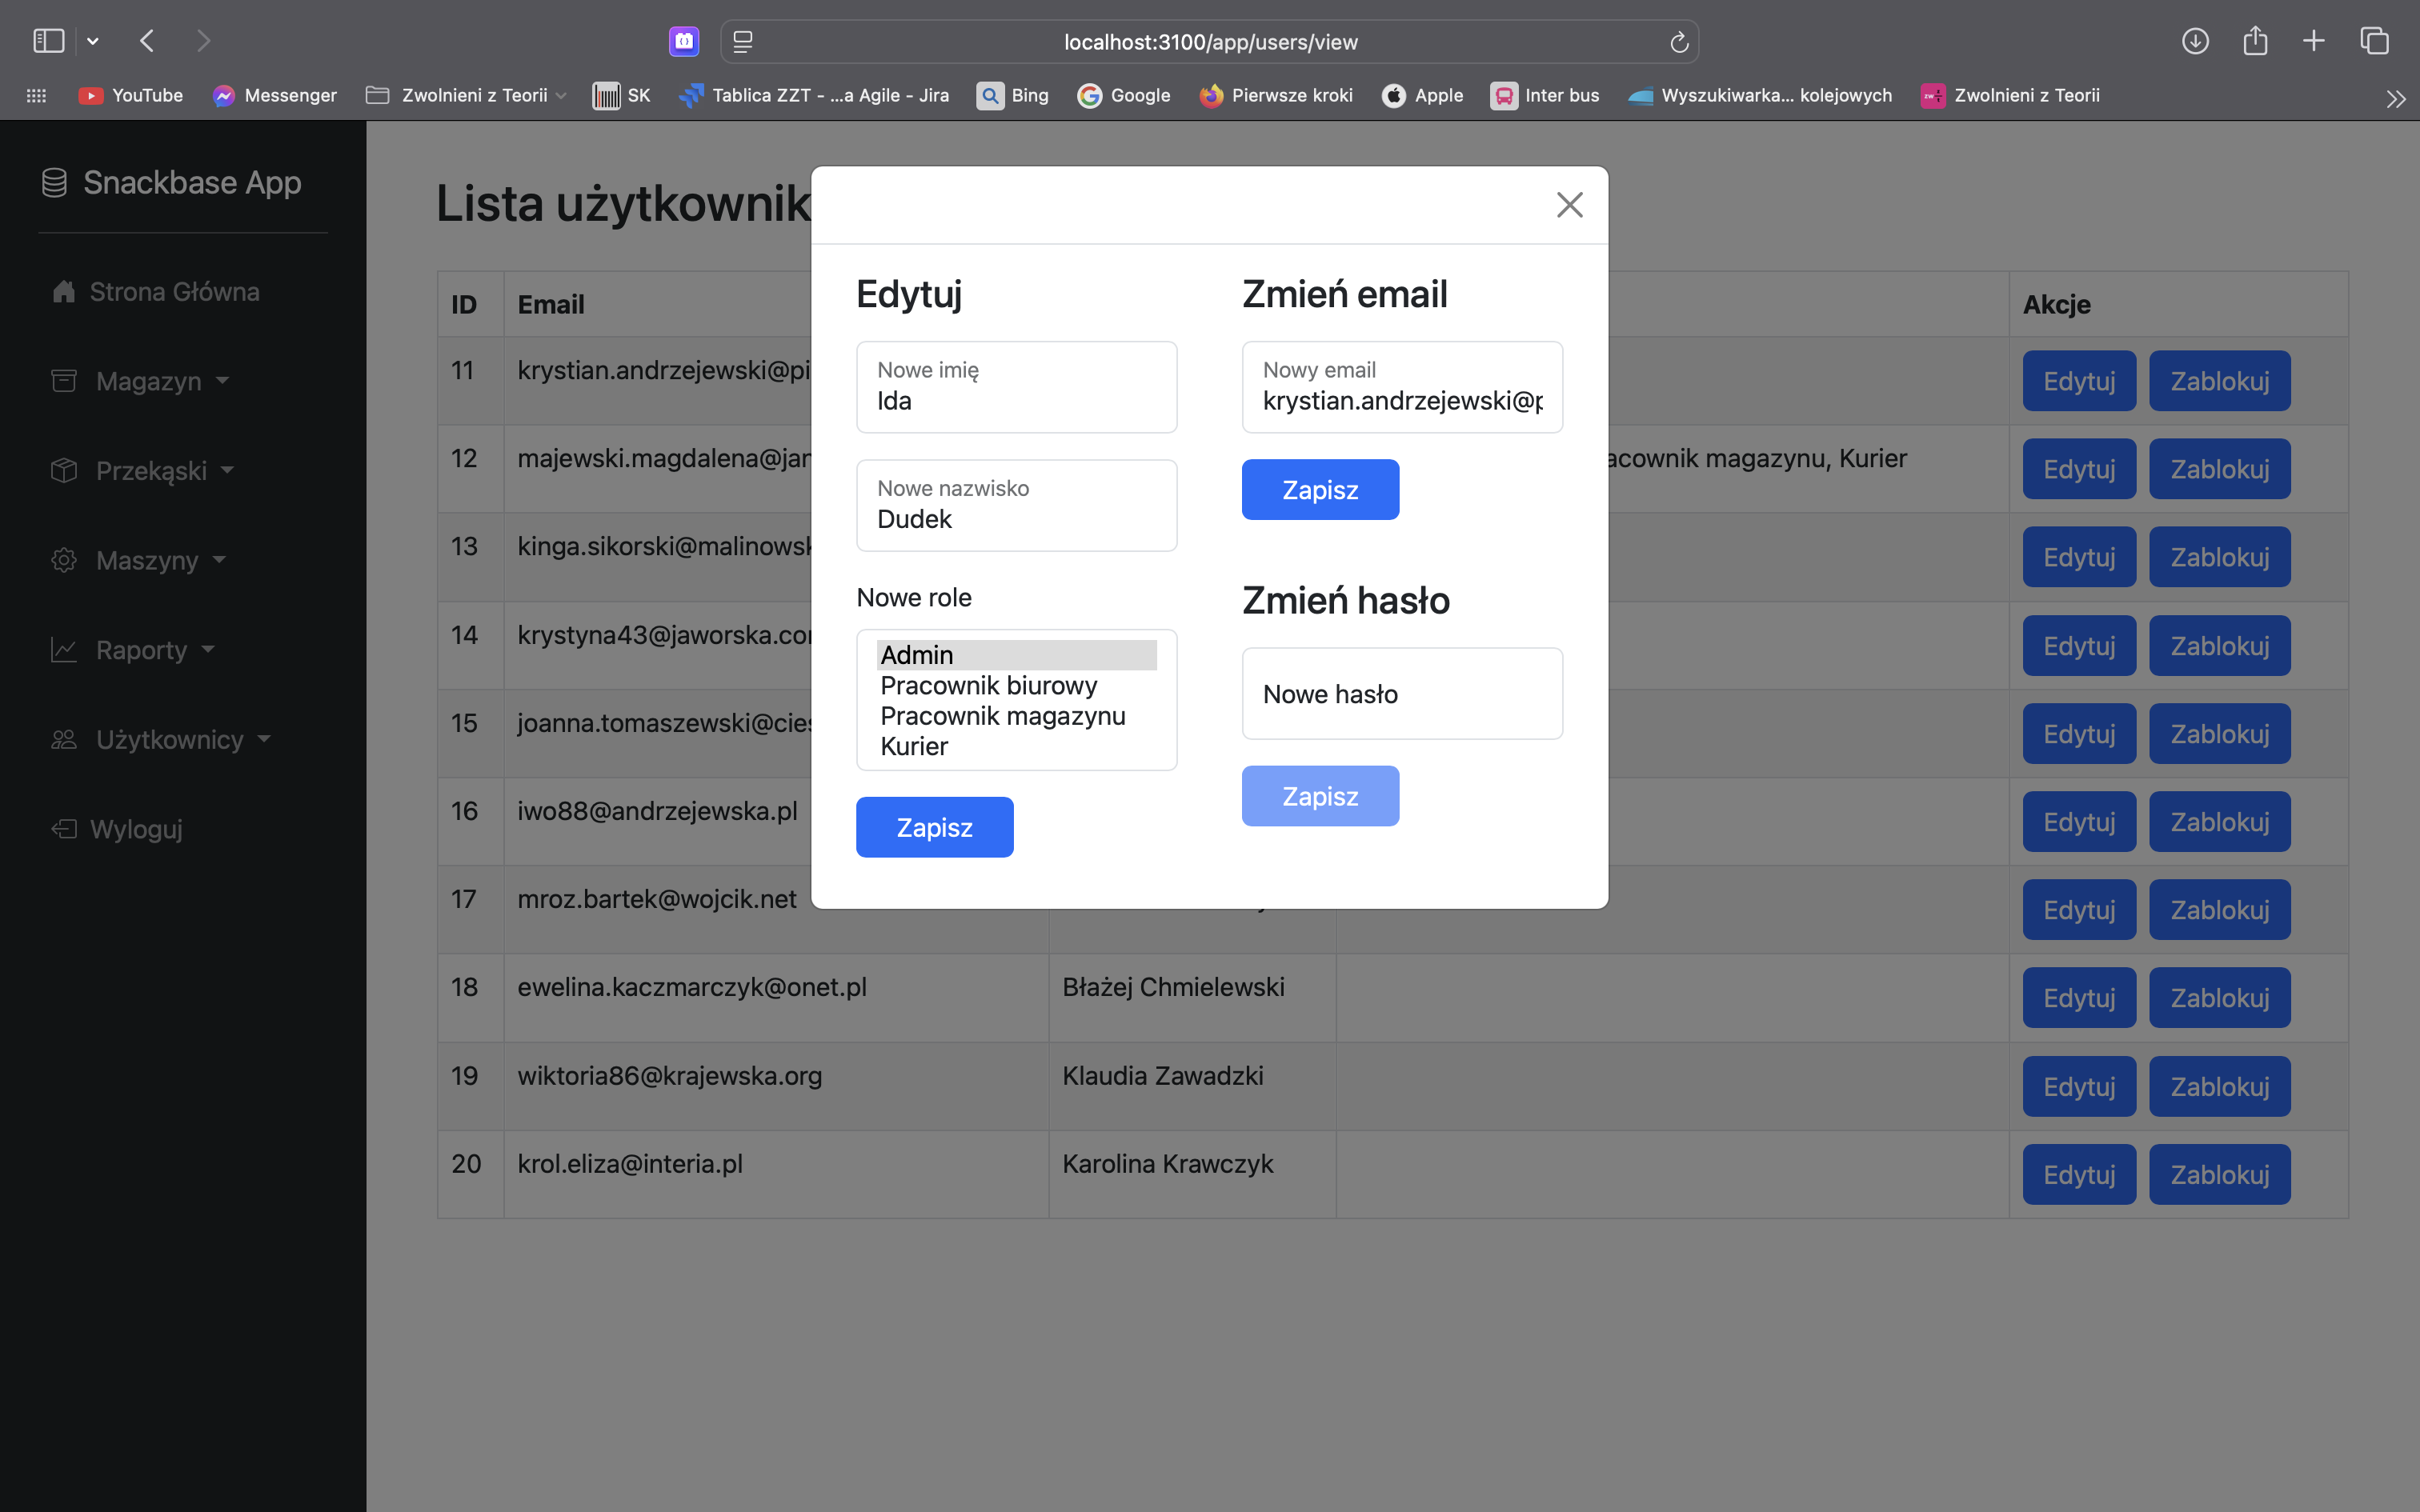 localhost:3100/app/users/view
YouTube Messenger Zwolnieni z Teorii SK Tablica ZZT - ...a Agile - Jira Bing Google Pierwsze kroki Apple Inter bus Wyszukiwarka... kolejowych Zwolnieni z Teorii
Snackbase App
Strona Główna
Magazyn
Przekąski
Maszyny
Raporty
Użytkownicy
Wyloguj
Lista użytkownik
ID Email Akcje
11 krystian.andrzejewski@pi Edytuj Zablokuj
12 majewski.magdalena@jar acownik magazynu, Kurier Edytuj Zablokuj
13 kinga.sikorski@malinowsk Edytuj Zablokuj
14 krystyna43@jaworska.co Edytuj Zablokuj
15 joanna.tomaszewski@cies Edytuj Zablokuj
16 iwo88@andrzejewska.pl Edytuj Zablokuj
17 mroz.bartek@wojcik.net Edytuj Zablokuj
18 ewelina.kaczmarczyk@onet.pl Błażej Chmielewski Edytuj Zablokuj
19 wiktoria86@krajewska.org Klaudia Zawadzki Edytuj Zablokuj
20 krol.eliza@interia.pl Karolina Krawczyk Edytuj Zablokuj
Edytuj
Nowe imię
Ida
Nowe nazwisko
Dudek
Nowe role
Admin
Pracownik biurowy
Pracownik magazynu
Kurier
Zapisz
Zmień email
Nowy email
krystian.andrzejewski@p
Zapisz
Zmień hasło
Nowe hasło
Zapisz